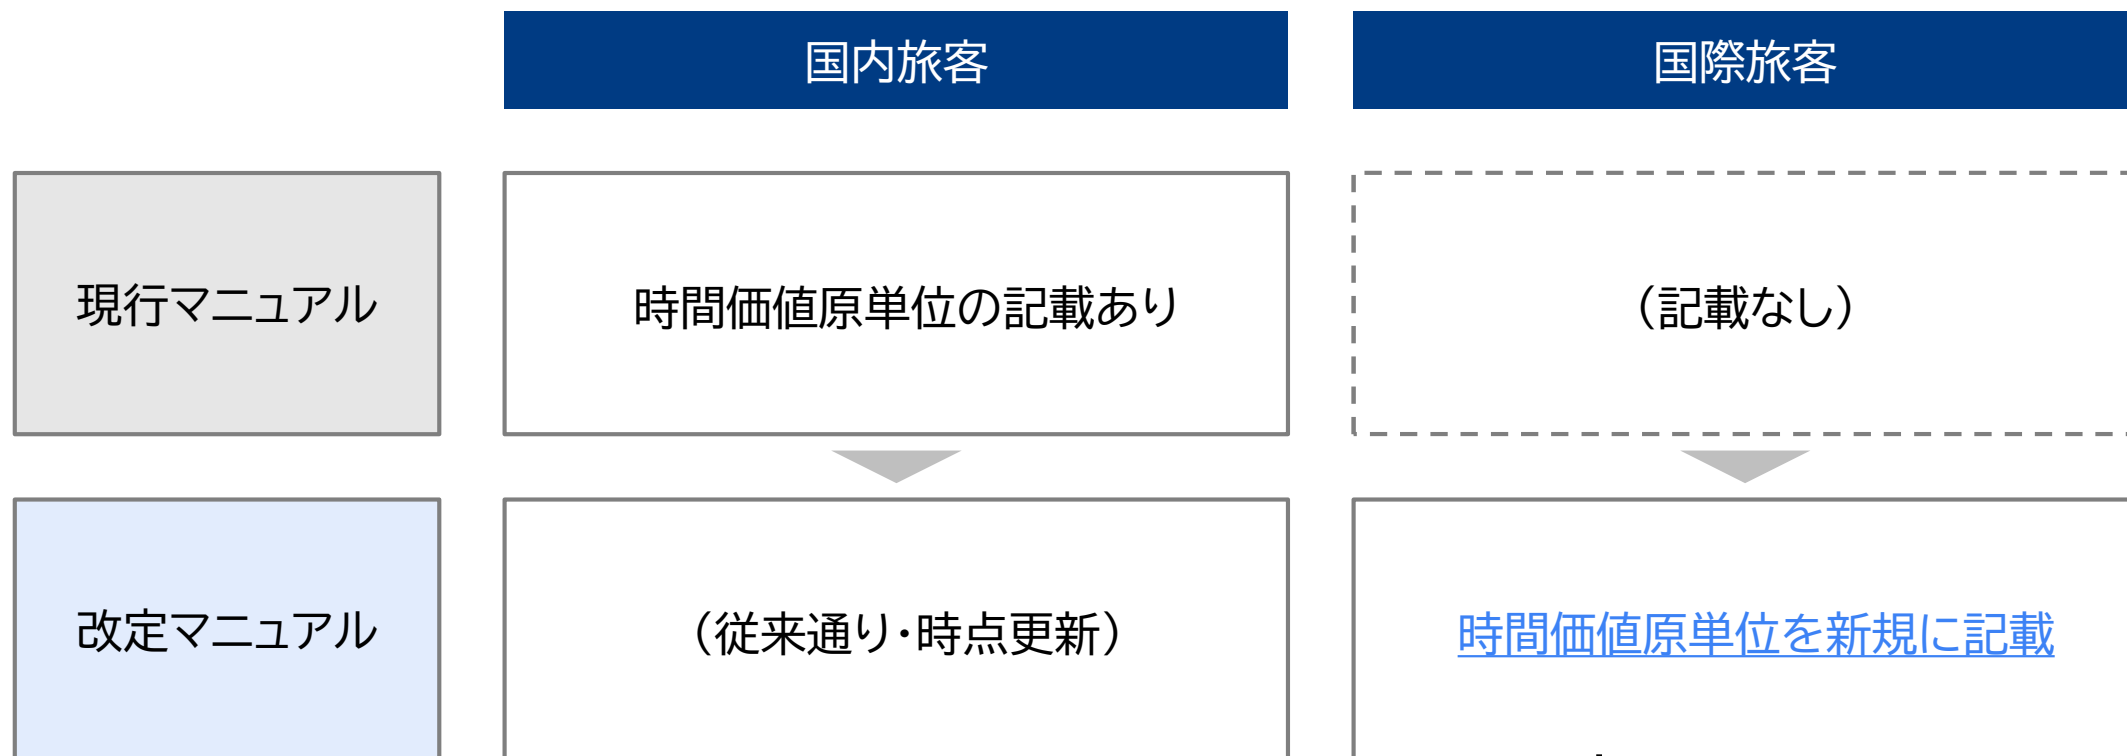 国内旅客
国際旅客
現行マニュアル
時間価値原単位の記載あり
（記載なし）
改定マニュアル
（従来通り・時点更新）
時間価値原単位を新規に記載